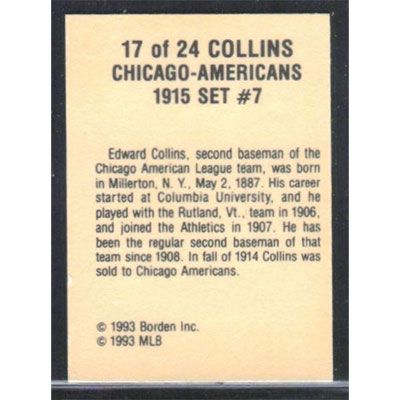 17 of 24 COLLINS
CHICAGO-AMERICANS
1915 SET #7
Edward Collins, second baseman of the
Chicago American League team, was born
in Millerton, N. Y., May 2, 1887. His career
started at Columbia University, and he
played with the Rutland, Vt., team in 1906,
and joined the Athletics in 1907. He has
been the regular second baseman of that
team since 1908. In fall of 1914 Collins was
sold to Chicago Americans.
© 1993 Borden Inc.
© 1993 MLB